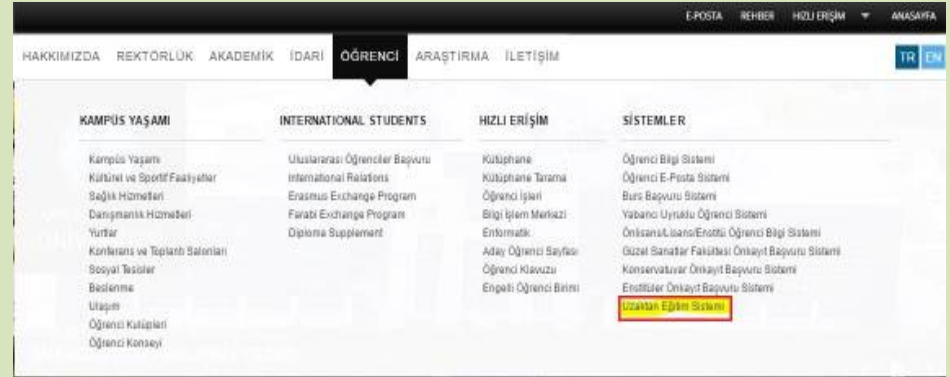 E-POSTA REHBER HIZLI ERİŞİM ANASAYFA
HAKKIMIZDA REKTÖRLÜK AKADEMİK İDARİ ÖĞRENCİ ARAŞTIRMA İLETİŞİM TR EN
KAMPÜS YAŞAMI
Kampüs Yaşamı
Kültürel ve Sportif Faaliyetler
Sağlık Hizmetleri
Danışmanlık Hizmetleri
Yurtlar
Konferans ve Toplantı Salonları
Sosyal Tesisler
Beslenme
Ulaşım
Öğrenci Kulüpleri
Öğrenci Konseyi
INTERNATIONAL STUDENTS
Uluslararası Öğrenciler Başvuru
International Relations
Erasmus Exchange Program
Farabi Exchange Program
Diploma Supplement
HIZLI ERİŞİM
Kütüphane
Kütüphane Tarama
Öğrenci İşleri
Bilgi İşlem Merkezi
Enformatik
Aday Öğrenci Sayfası
Öğrenci Klavuzu
Engelli Öğrenci Birimi
SİSTEMLER
Öğrenci Bilgi Sistemi
Öğrenci E-Posta Sistemi
Burs Başvuru Sistemi
Yabancı Uyruklu Öğrenci Sistemi
Önlisans/Lisans/Enstitü Öğrenci Bilgi Sistemi
Güzel Sanatlar Fakültesi Önkayıt Başvuru Sistemi
Konservatuvar Önkayıt Başvuru Sistemi
Enstitüler Önkayıt Başvuru Sistemi
Uzaktan Eğitim Sistemi